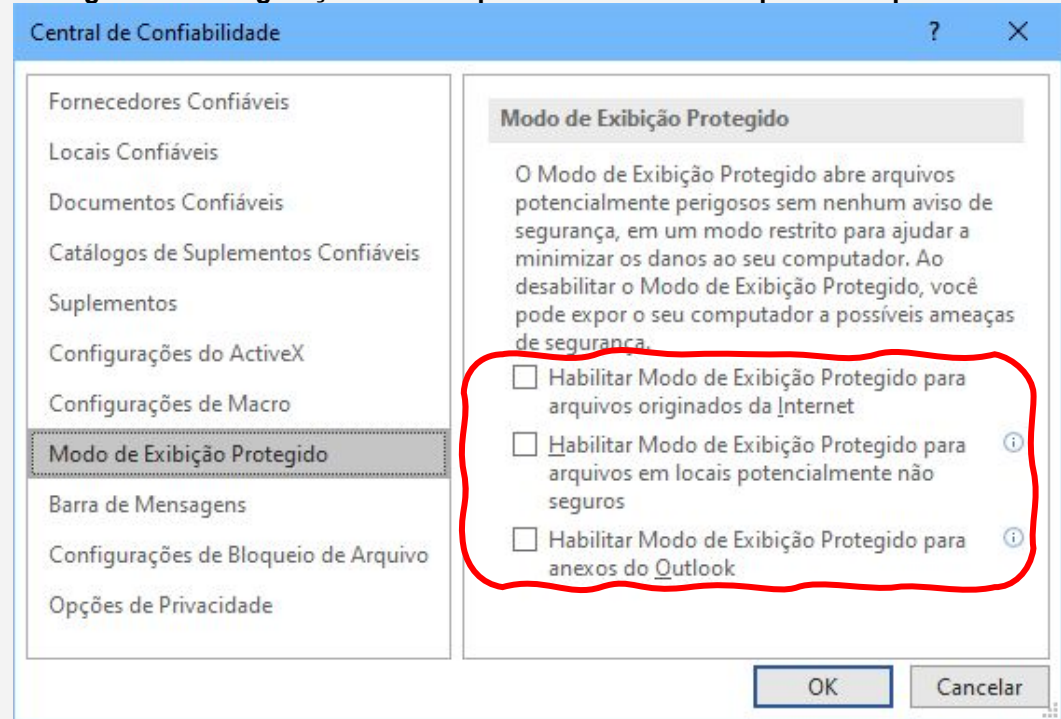 Central de Confiabilidade
?
Fornecedores Confiáveis
Locais Confiáveis
Documentos Confiáveis
Catálogos de Suplementos Confiáveis
Suplementos
Configurações do ActiveX
Configurações de Macro
Modo de Exibição Protegido
Barra de Mensagens
Configurações de Bloqueio de Arquivo
Opções de Privacidade
Modo de Exibição Protegido
O Modo de Exibição Protegido abre arquivos
potencialmente perigosos sem nenhum aviso de
segurança, em um modo restrito para ajudar a
minimizar os danos ao seu computador. Ao
desabilitar o Modo de Exibição Protegido, você
pode expor o seu computador a possíveis ameaças
de segurança.
Habilitar Modo de Exibição Protegido para
arquivos originados da Internet
Habilitar Modo de Exibição Protegido para
arquivos em locais potencialmente não
seguros
Habilitar Modo de Exibição Protegido para
anexos do Outlook
OK
Cancelar